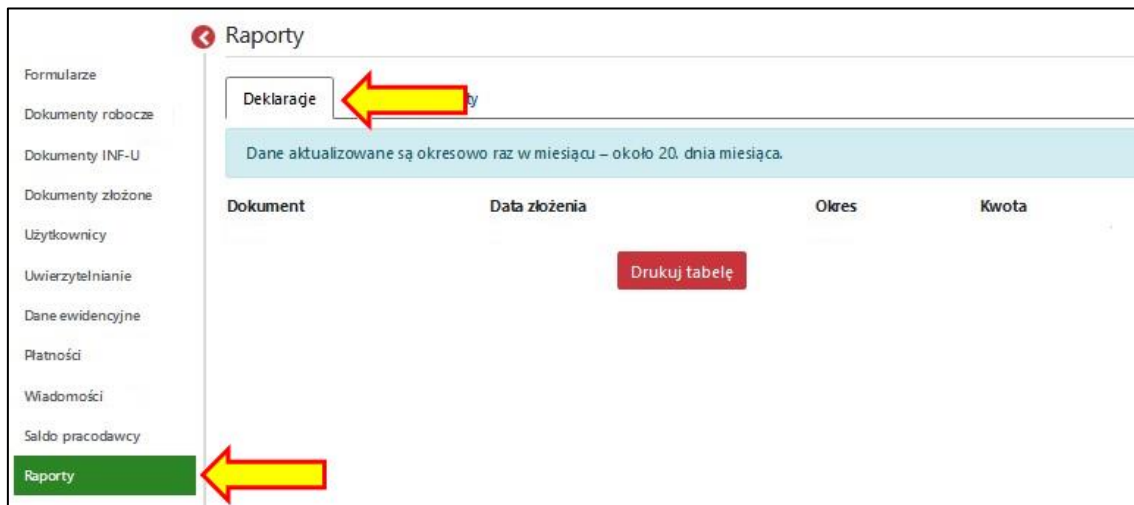 Raporty
Formularze
Dokumenty robocze
Dokumenty INF-U
Dokumenty złożone
Użytkownicy
Uwierzytelnianie
Dane ewidencyjne
Płatności
Wiadomości
Saldo pracodawcy
Raporty
Deklaracje
Dane aktualizowane są okresowo raz w miesiącu – około 20. dnia miesiąca.
Dokument Data złożenia Okres Kwota
Drukuj tabelę